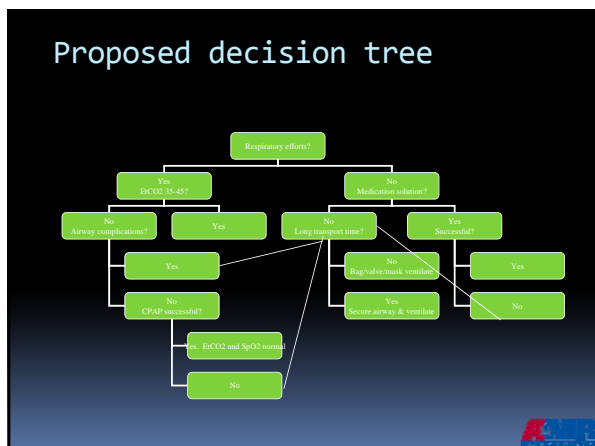 Proposed decision tree
Respiratory efforts?
Yes
EtCO2 35-45?
No
Medication solution?
No
Airway complications?
Yes
No
Long transport time?
Yes
Successful?
Yes
No
Bag/valve/mask ventilate
Yes
No
CPAP successful?
Yes
Secure airway & ventilate
No
Yes. EtCO2 and SpO2 normal
No